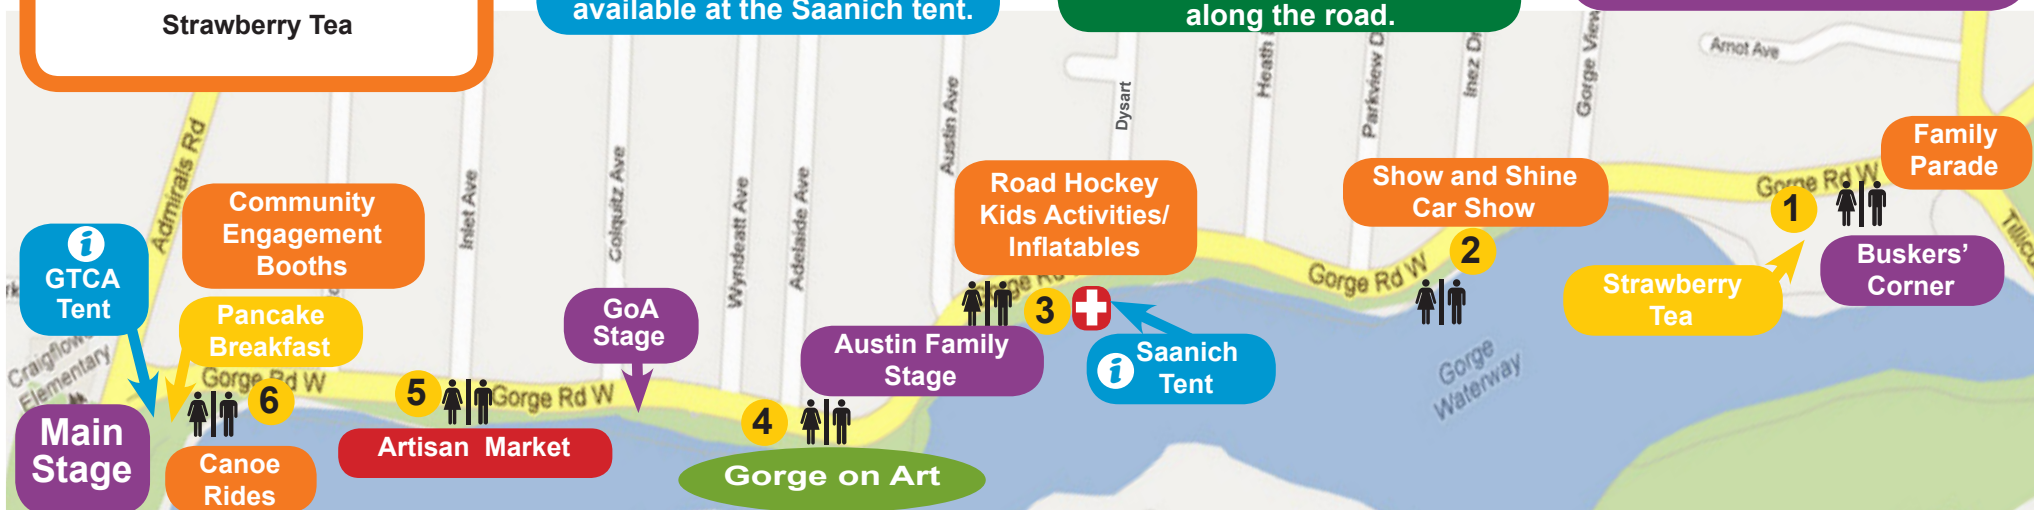 Strawberry Tea
available at the Saanich tent.
along the road.
Admirals Rd
Inlet Ave
Colquitz Ave
Wyndeatt Ave
Adelaide Ave
Austin Ave
Dysart
Heath
Parkview D
Inez Dr
Gorge View
Arnot Ave
Family
Parade
Gorge Rd W
1
Tillicu
Buskers'
Corner
Strawberry
Tea
Show and Shine
Car Show
2
Gorge Rd W
Gorge
Waterway
Road Hockey
Kids Activities/
Inflatables
Gorge Rd
3
i
Saanich
Tent
Austin Family
Stage
GoA
Stage
4
Gorge on Art
Community
Engagement
Booths
i
GTCA
Tent
Pancake
Breakfast
Craigflower
Elementary
Gorge Rd W
6
5
Gorge Rd W
Artisan Market
Main
Stage
Canoe
Rides